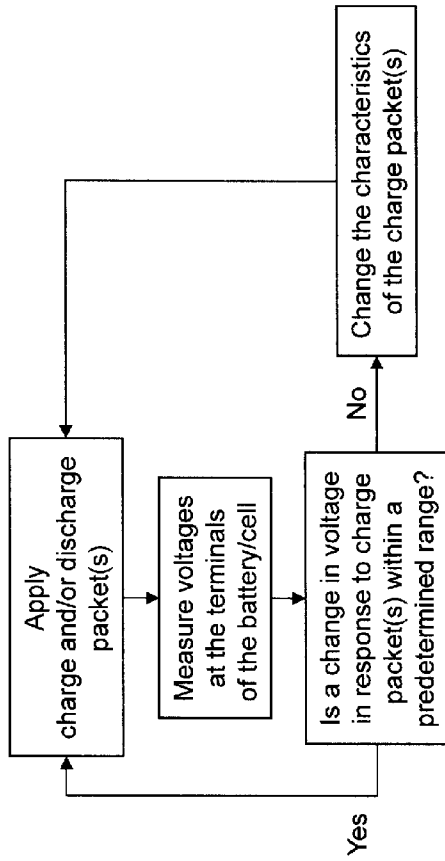 Apply
charge and/or discharge
packet(s)
Measure voltages
at the terminals
of the battery/cell
Is a change in voltage
in response to charge
packet(s) within a
predetermined range?
Yes
No
Change the characteristics
of the charge packet(s)